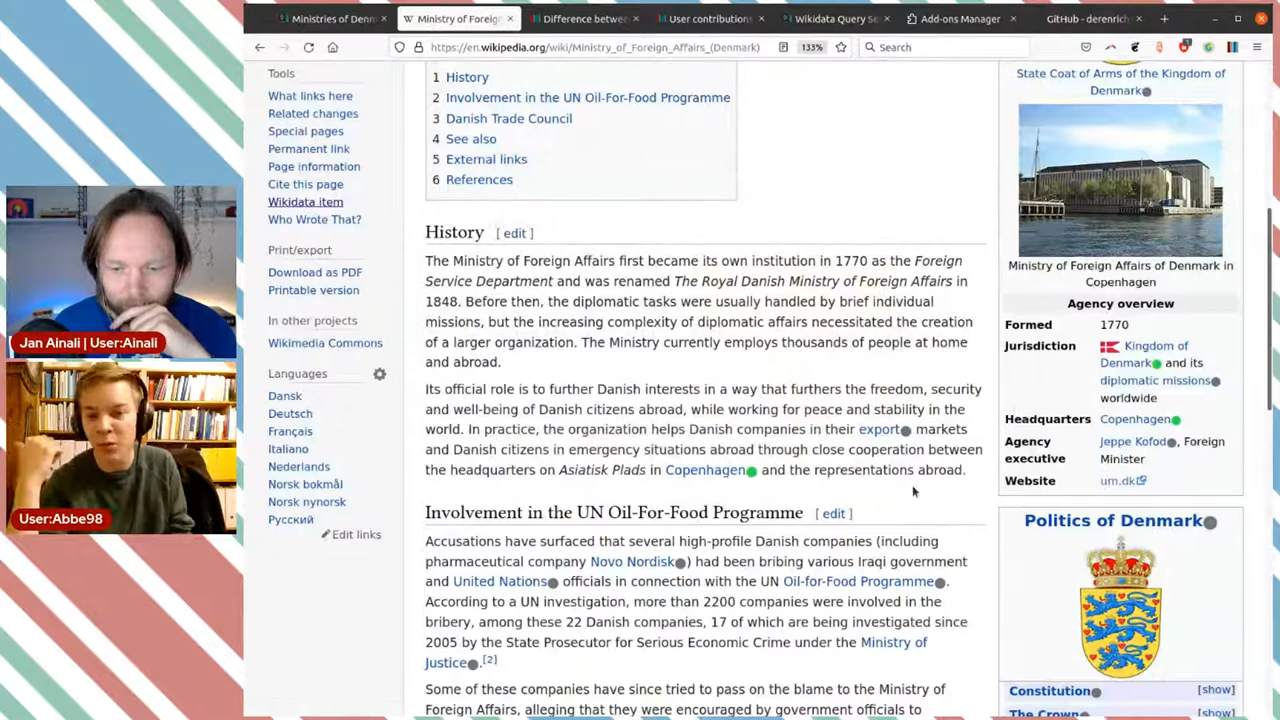 Ministries of Denm
Ministry of Foreig
Difference betwee
User contributions
Wikidata Query Se
Add-ons Manager
GitHub - derenrich
https://en.wikipedia.org/wiki/Ministry_of_Foreign_Affairs_(Denmark)
133%
Search
Tools
What links here
Related changes
Special pages
Permanent link
Page information
Cite this page
Wikidata item
Who Wrote That?
Print/export
Download as PDF
Printable version
In other projects
Wikimedia Commons
Languages
Dansk
Deutsch
Français
Italiano
Nederlands
Norsk bokmål
Norsk nynorsk
Русский
Edit links
1 History
2 Involvement in the UN Oil-For-Food Programme
3 Danish Trade Council
4 See also
5 External links
6 References
History [ edit ]
The Ministry of Foreign Affairs first became its own institution in 1770 as the Foreign
Service Department and was renamed The Royal Danish Ministry of Foreign Affairs in
1848. Before then, the diplomatic tasks were usually handled by brief individual
missions, but the increasing complexity of diplomatic affairs necessitated the creation
of a larger organization. The Ministry currently employs thousands of people at home
and abroad.
Its official role is to further Danish interests in a way that furthers the freedom, security
and well-being of Danish citizens abroad, while working for peace and stability in the
world. In practice, the organization helps Danish companies in their export markets
and Danish citizens in emergency situations abroad through close cooperation between
the headquarters on Asiatisk Plads in Copenhagen and the representations abroad.
Involvement in the UN Oil-For-Food Programme [ edit ]
Accusations have surfaced that several high-profile Danish companies (including
pharmaceutical company Novo Nordisk) had been bribing various Iraqi government
and United Nations officials in connection with the UN Oil-for-Food Programme.
According to a UN investigation, more than 2200 companies were involved in the
bribery, among these 22 Danish companies, 17 of which are being investigated since
2005 by the State Prosecutor for Serious Economic Crime under the Ministry of
Justice.[2]
Some of these companies have since tried to pass on the blame to the Ministry of
Foreign Affairs, alleging that they were encouraged by government officials to
State Coat of Arms of the Kingdom of
Denmark
Ministry of Foreign Affairs of Denmark in
Copenhagen
Agency overview
Formed 1770
Jurisdiction Kingdom of
Denmark and its
diplomatic missions
worldwide
Headquarters Copenhagen
Agency executive Jeppe Kofod, Foreign
Minister
Website um.dk
Politics of Denmark
Constitution [show]
The Crown [show]
Jan Ainali | User:Ainali
User:Abbe98